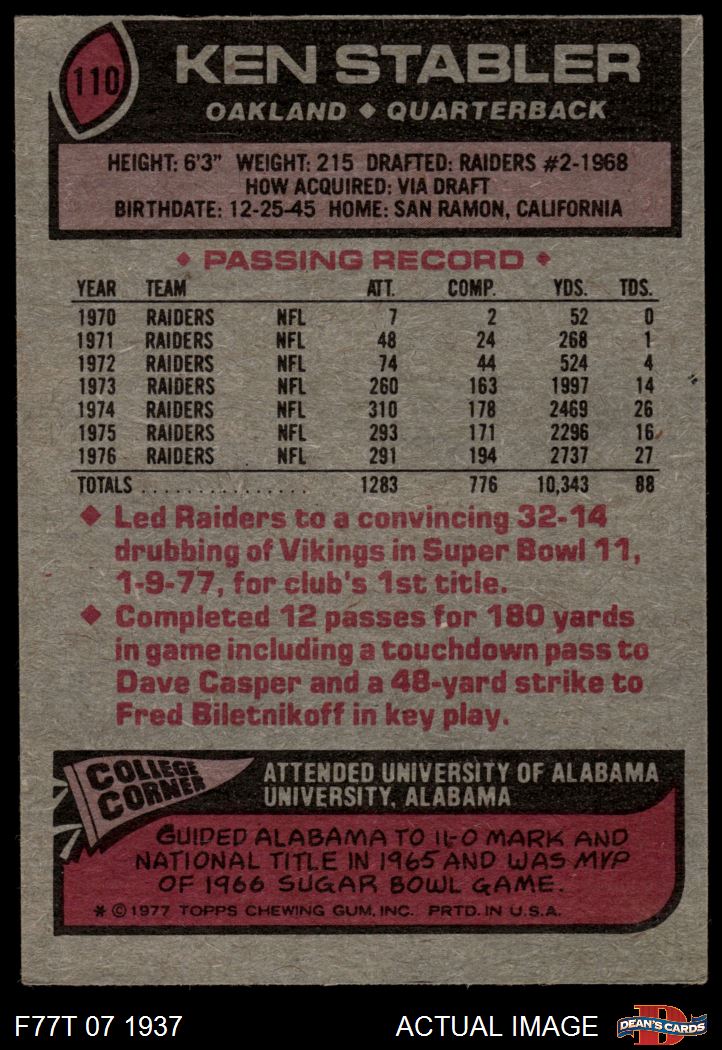 110
KEN STABLER
OAKLAND ♦ QUARTERBACK
HEIGHT: 6'3" WEIGHT: 215 DRAFTED: RAIDERS #2-1968
HOW ACQUIRED: VIA DRAFT
BIRTHDATE: 12-25-45 HOME: SAN RAMON, CALIFORNIA
♦ PASSING RECORD ♦
YEAR TEAM ATT. COMP. YDS. TDS.
1970 RAIDERS NFL 7 2 52 0
1971 RAIDERS NFL 48 24 268 1
1972 RAIDERS NFL 74 44 524 4
1973 RAIDERS NFL 260 163 1997 14
1974 RAIDERS NFL 310 178 2469 26
1975 RAIDERS NFL 293 171 2296 16
1976 RAIDERS NFL 291 194 2737 27
TOTALS ................ 1283 776 10,343 88
♦ Led Raiders to a convincing 32-14
drubbing of Vikings in Super Bowl 11,
1-9-77, for club's 1st title.
♦ Completed 12 passes for 180 yards
in game including a touchdown pass to
Dave Casper and a 48-yard strike to
Fred Biletnikoff in key play.
COLLEGE
CORNER
ATTENDED UNIVERSITY OF ALABAMA
UNIVERSITY, ALABAMA
GUIDED ALABAMA TO 11-0 MARK AND
NATIONAL TITLE IN 1965 AND WAS MVP
OF 1966 SUGAR BOWL GAME.
* © 1977 TOPPS CHEWING GUM, INC. PRTD. IN U.S.A.
F77T 07 1937
ACTUAL IMAGE
DEAN'S CARDS